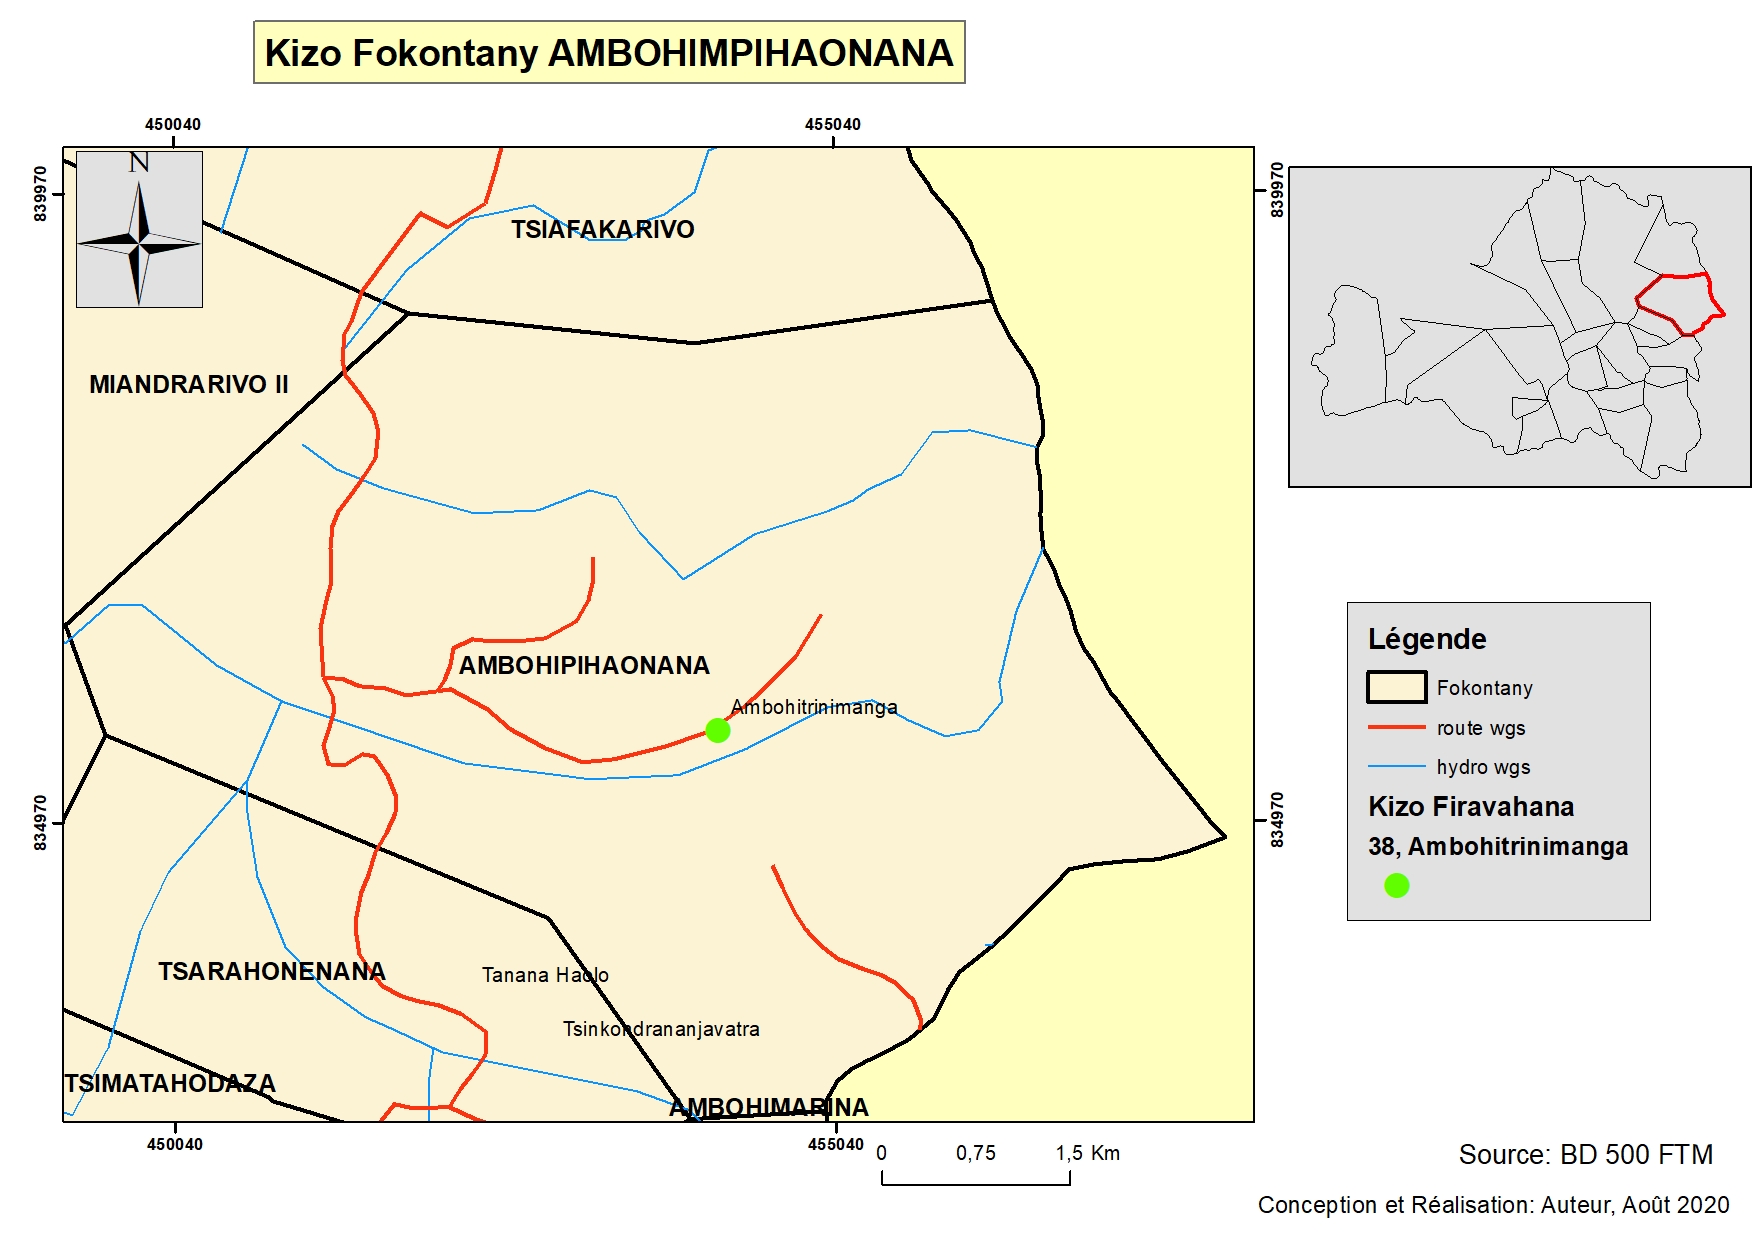 Kizo Fokontany AMBOHIMPIHAONANA
450040
455040
839970
839970
N
TSIAFAKARIVO
MIANDRARIVO II
AMBOHIPIHAONANA
Ambohitrinimanga
834970
834970
TSARAHONENANA
Tanana Haolo
Tsinkondrananjavatra
TSIMATAHODAZA
AMBOHIMARINA
450040
455040
0 0,75 1,5 Km
Légende
Fokontany
route wgs
hydro wgs
Kizo Firavahana
38, Ambohitrinimanga
Source: BD 500 FTM
Conception et Réalisation: Auteur, Août 2020